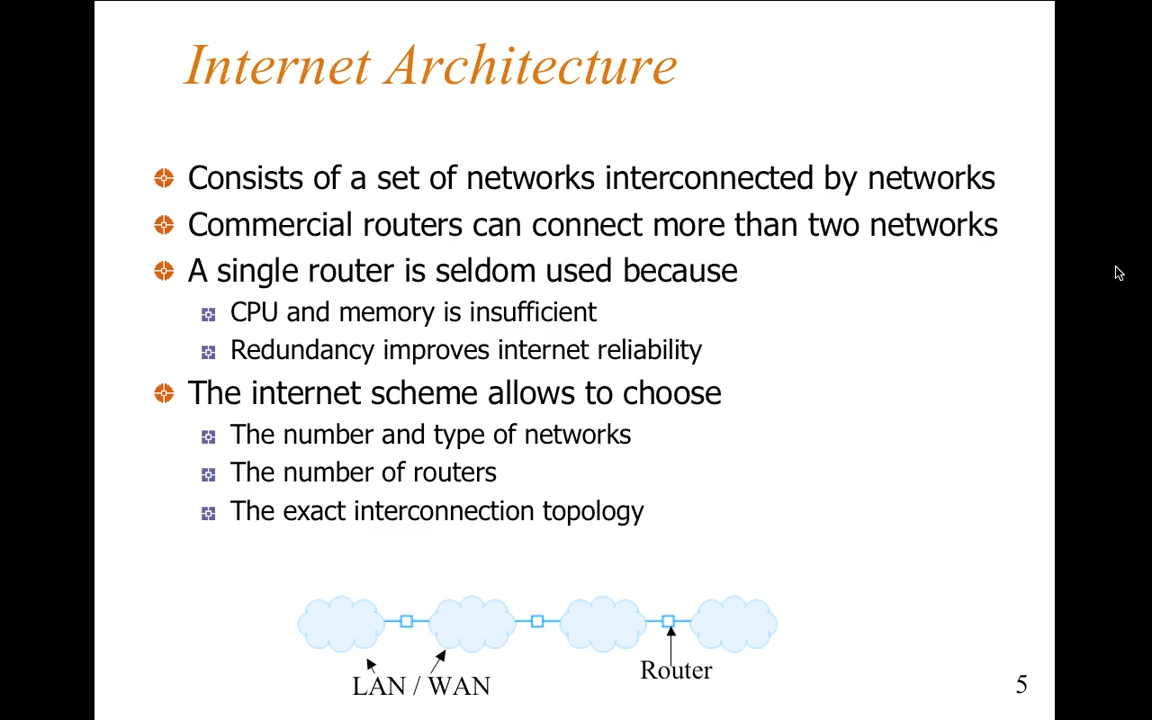 Internet Architecture
Consists of a set of networks interconnected by networks
Commercial routers can connect more than two networks
A single router is seldom used because
CPU and memory is insufficient
Redundancy improves internet reliability
The internet scheme allows to choose
The number and type of networks
The number of routers
The exact interconnection topology
LAN / WAN
Router
5